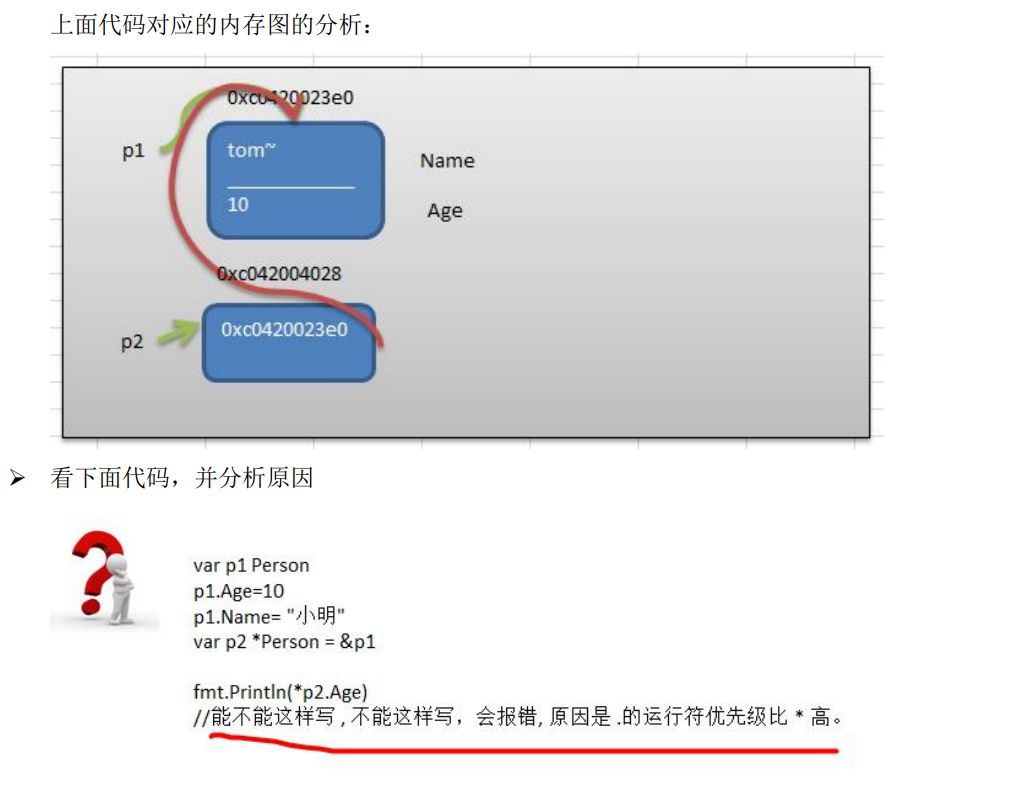 上面代码对应的内存图的分析：
0xc0420023e0
p1
tom~
Name
10
Age
0xc042004028
p2
0xc0420023e0
➢ 看下面代码，并分析原因
var p1 Person
p1.Age=10
p1.Name= "小明"
var p2 *Person = &p1
fmt.Println(*p2.Age)
//能不能这样写 , 不能这样写，会报错, 原因是 .的运行符优先级比 * 高。